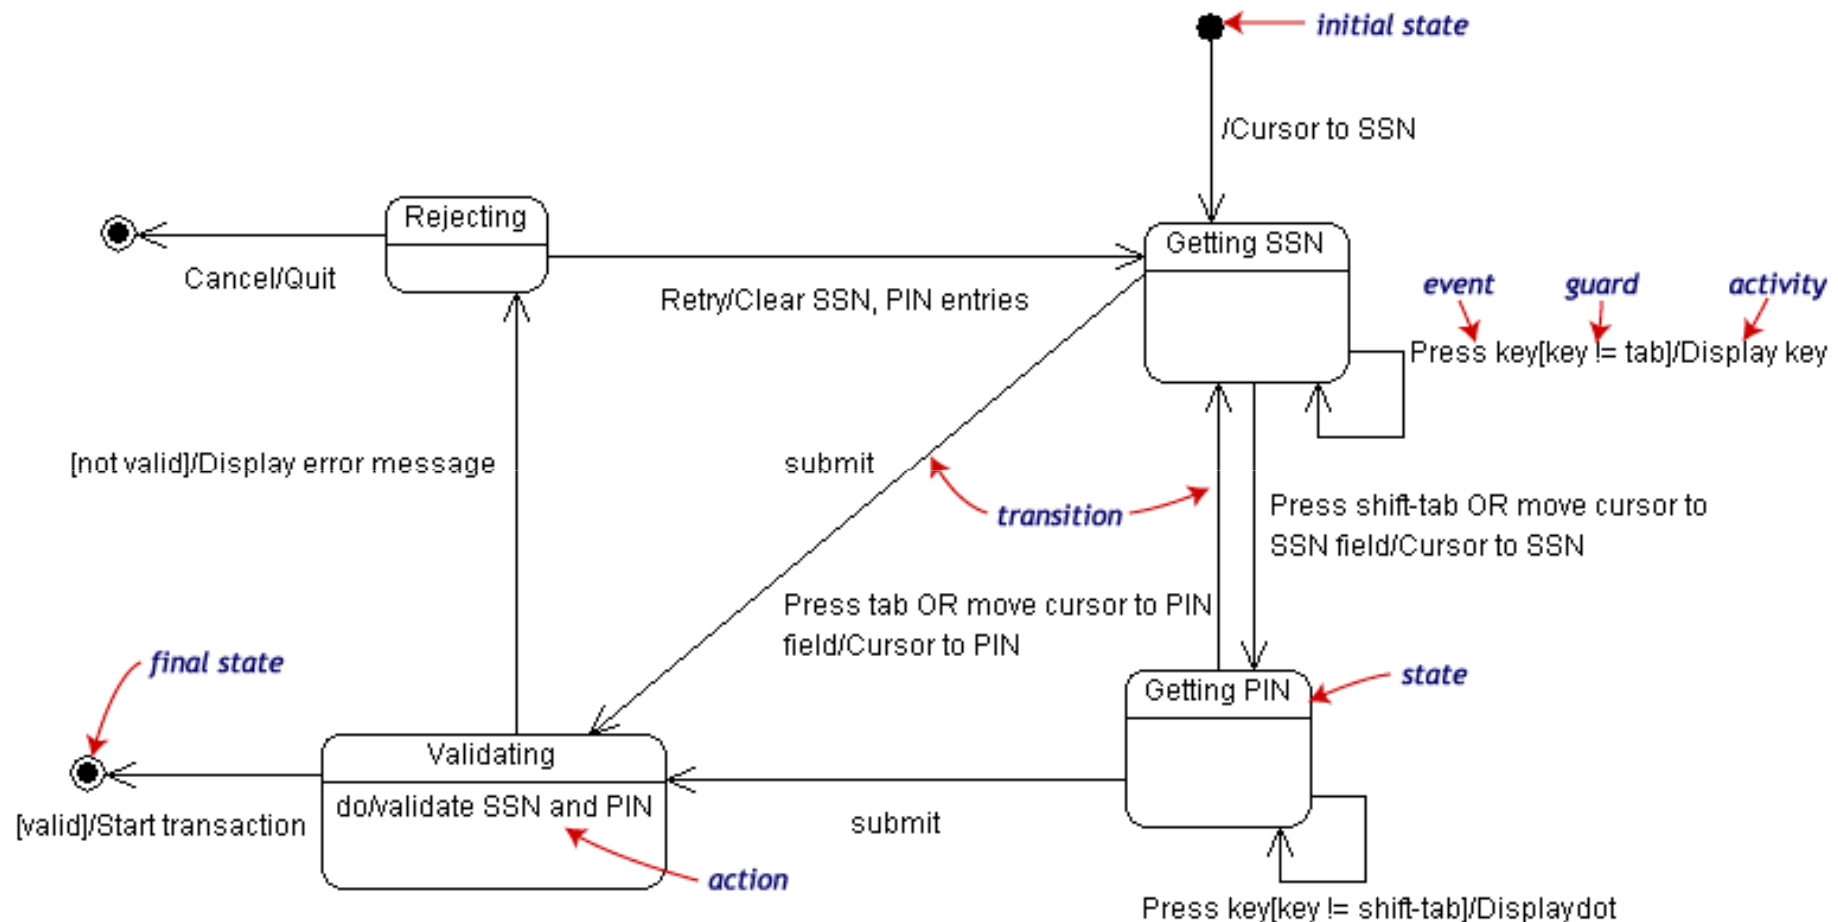 initial state
/Cursor to SSN
Rejecting
Getting SSN
Cancel/Quit
Retry/Clear SSN, PIN entries
event
guard
activity
Press key[key != tab]/Display key
[not valid]/Display error message
submit
transition
Press shift-tab OR move cursor to
SSN field/Cursor to SSN
Press tab OR move cursor to PIN
field/Cursor to PIN
final state
state
Getting PIN
Validating
do/validate SSN and PIN
[valid]/Start transaction
submit
action
Press key[key != shift-tab]/Displaydot